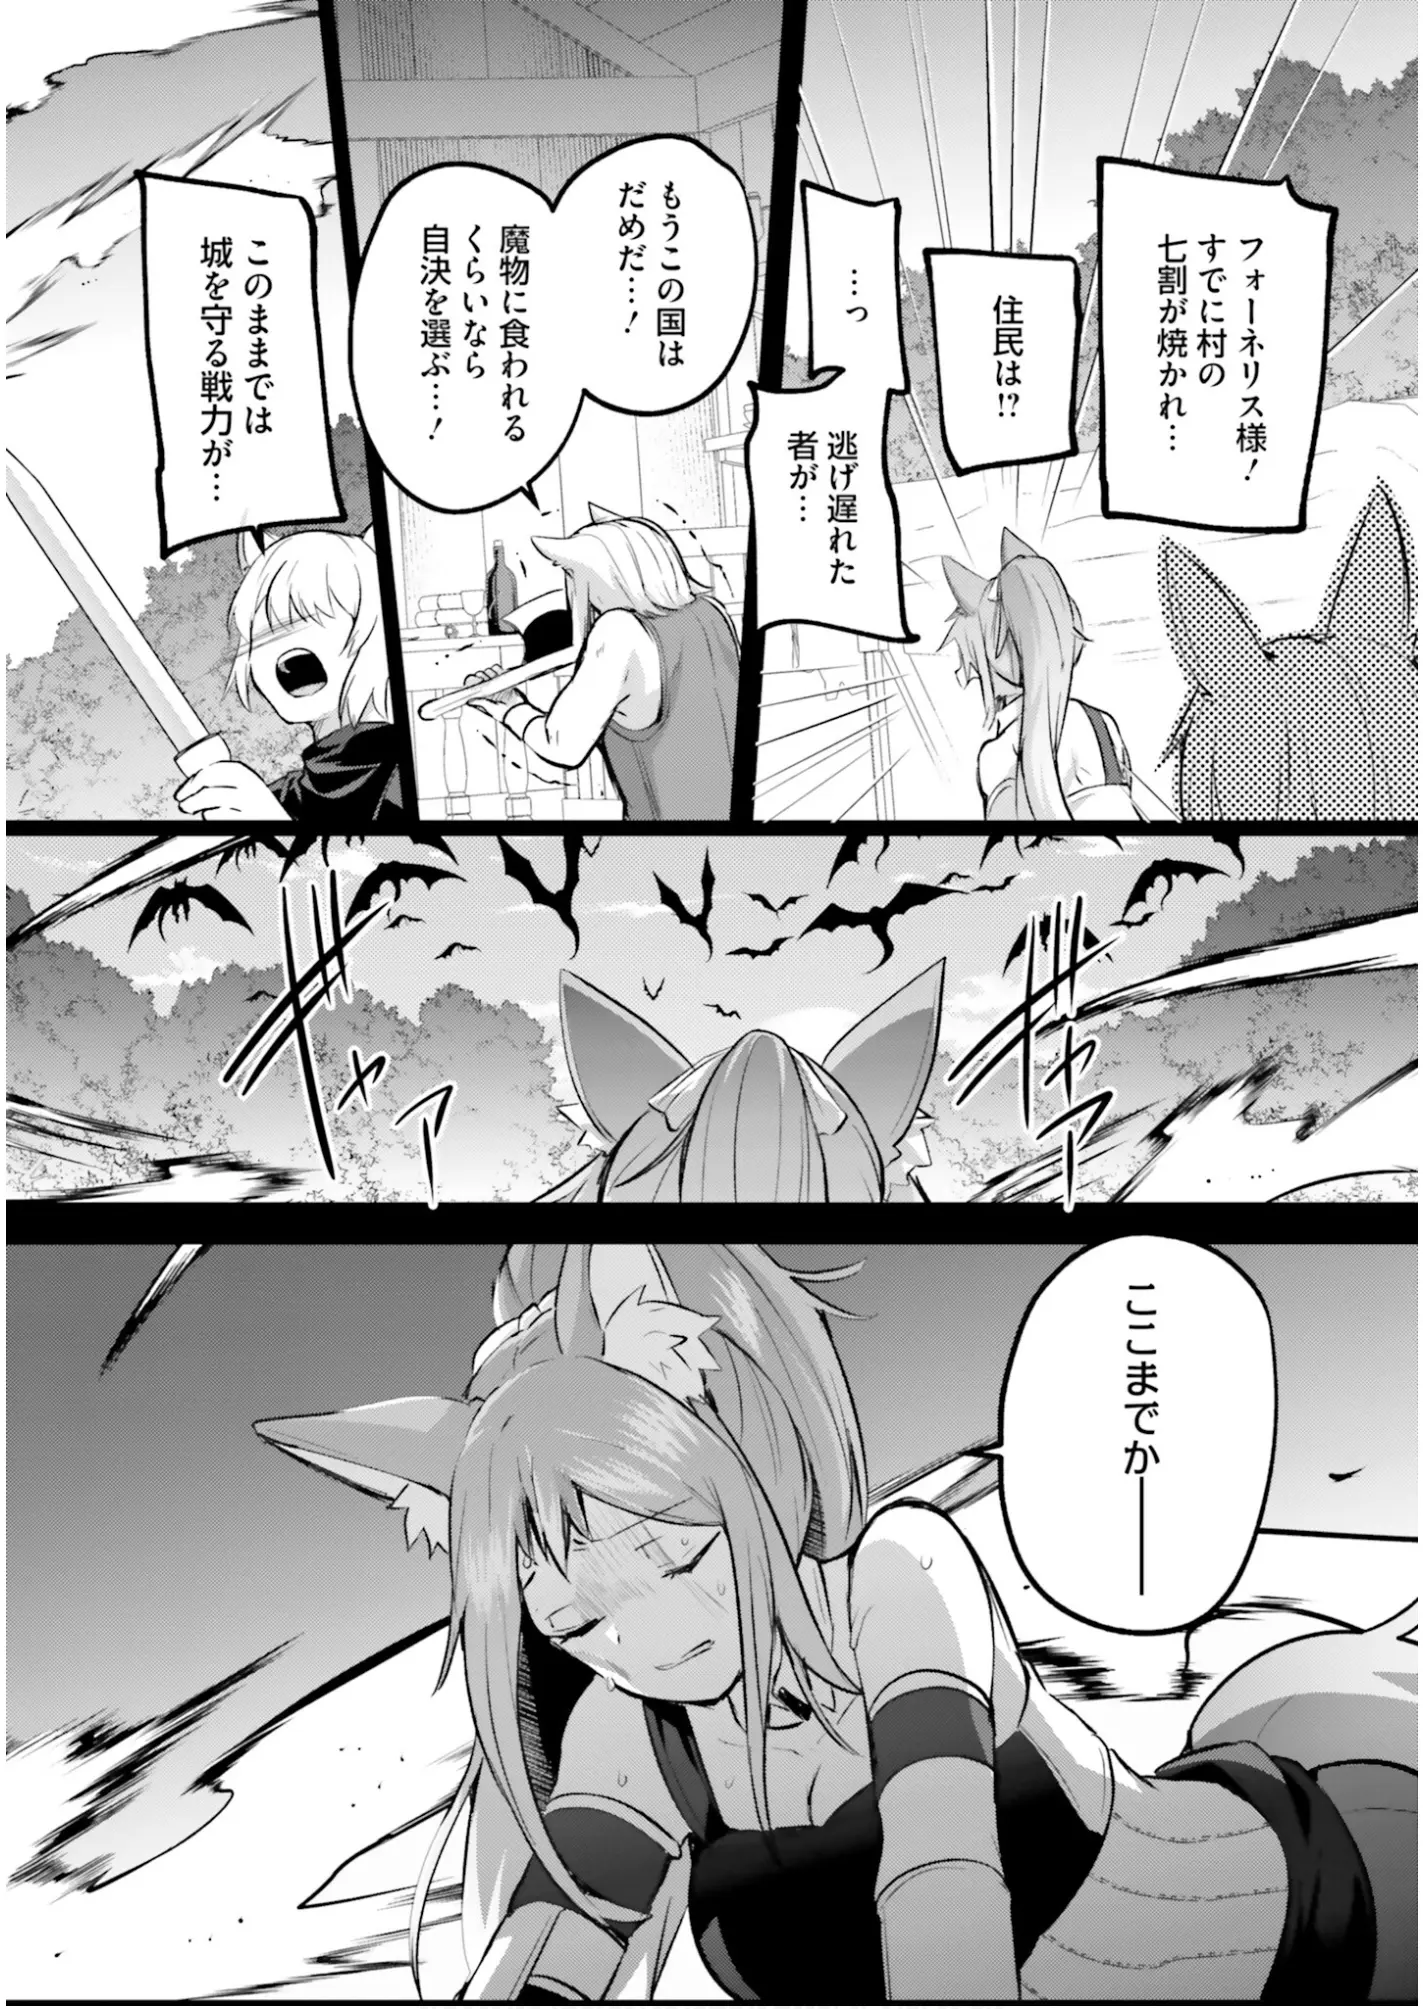 フォーネリス様！
すでに村の
七割が焼かれ…
住民は!?
…っ
逃げ遅れた
者が…
もうこの国は
だめだ…！
魔物に食われる
くらいなら
自決を選ぶ…！
このままでは
城を守る戦力が…
ギャア
ギャア
ここまでか――